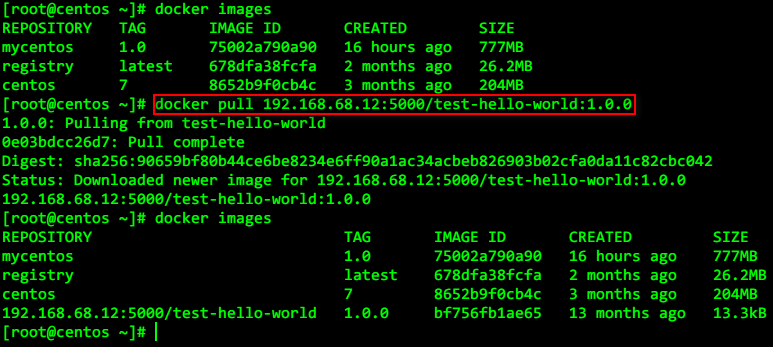 [root@centos ~]# docker images
REPOSITORY TAG IMAGE ID CREATED SIZE
mycentos 1.0 75002a790a90 16 hours ago 777MB
registry latest 678dfa38fcfa 2 months ago 26.2MB
centos 7 8652b9f0cb4c 3 months ago 204MB
[root@centos ~]# docker pull 192.168.68.12:5000/test-hello-world:1.0.0
1.0.0: Pulling from test-hello-world
0e03bdcc26d7: Pull complete
Digest: sha256:90659bf80b44ce6be8234e6ff90a1ac34acbeb826903b02cfa0da11c82cbc042
Status: Downloaded newer image for 192.168.68.12:5000/test-hello-world:1.0.0
192.168.68.12:5000/test-hello-world:1.0.0
[root@centos ~]# docker images
REPOSITORY TAG IMAGE ID CREATED SIZE
mycentos 1.0 75002a790a90 16 hours ago 777MB
registry latest 678dfa38fcfa 2 months ago 26.2MB
centos 7 8652b9f0cb4c 3 months ago 204MB
192.168.68.12:5000/test-hello-world 1.0.0 bf756fb1ae65 13 months ago 13.3kB
[root@centos ~]#